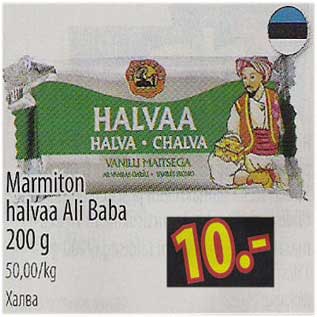 HALVAA
HALVA • CHALVA
VANILLI MAITSEGA
Marmiton
halvaa Ali Baba
200 g
50,00/kg
Халва
10.-